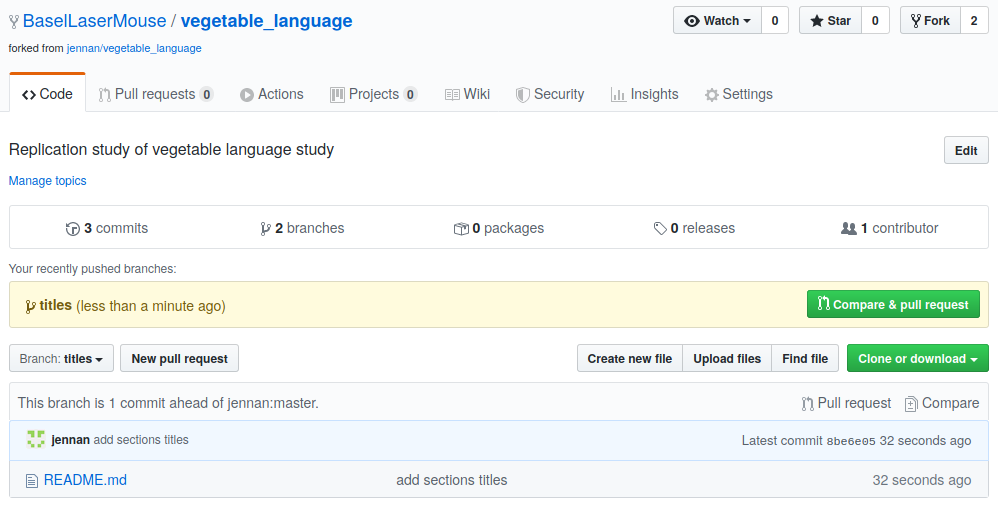 BaselLaserMouse / vegetable_language
Watch 0 Star 0 Fork 2
forked from jennan/vegetable_language
Code Pull requests 0 Actions Projects 0 Wiki Security Insights Settings
Replication study of vegetable language study
Edit
Manage topics
3 commits 2 branches 0 packages 0 releases 1 contributor
Your recently pushed branches:
titles (less than a minute ago) Compare & pull request
Branch: titles New pull request Create new file Upload files Find file Clone or download
This branch is 1 commit ahead of jennan:master. Pull request Compare
jennan add sections titles Latest commit 8be6e05 32 seconds ago
README.md add sections titles 32 seconds ago